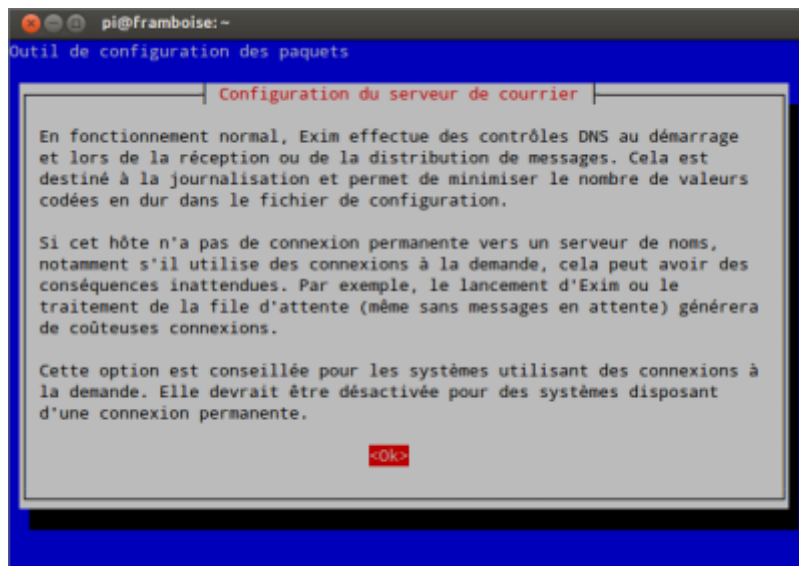 pi@framboise: ~
Outil de configuration des paquets
Configuration du serveur de courrier
En fonctionnement normal, Exim effectue des contrôles DNS au démarrage
et lors de la réception ou de la distribution de messages. Cela est
destiné à la journalisation et permet de minimiser le nombre de valeurs
codées en dur dans le fichier de configuration.
Si cet hôte n'a pas de connexion permanente vers un serveur de noms,
notamment s'il utilise des connexions à la demande, cela peut avoir des
conséquences inattendues. Par exemple, le lancement d'Exim ou le
traitement de la file d'attente (même sans messages en attente) générera
de coûteuses connexions.
Cette option est conseillée pour les systèmes utilisant des connexions à
la demande. Elle devrait être désactivée pour des systèmes disposant
d'une connexion permanente.
<Ok>